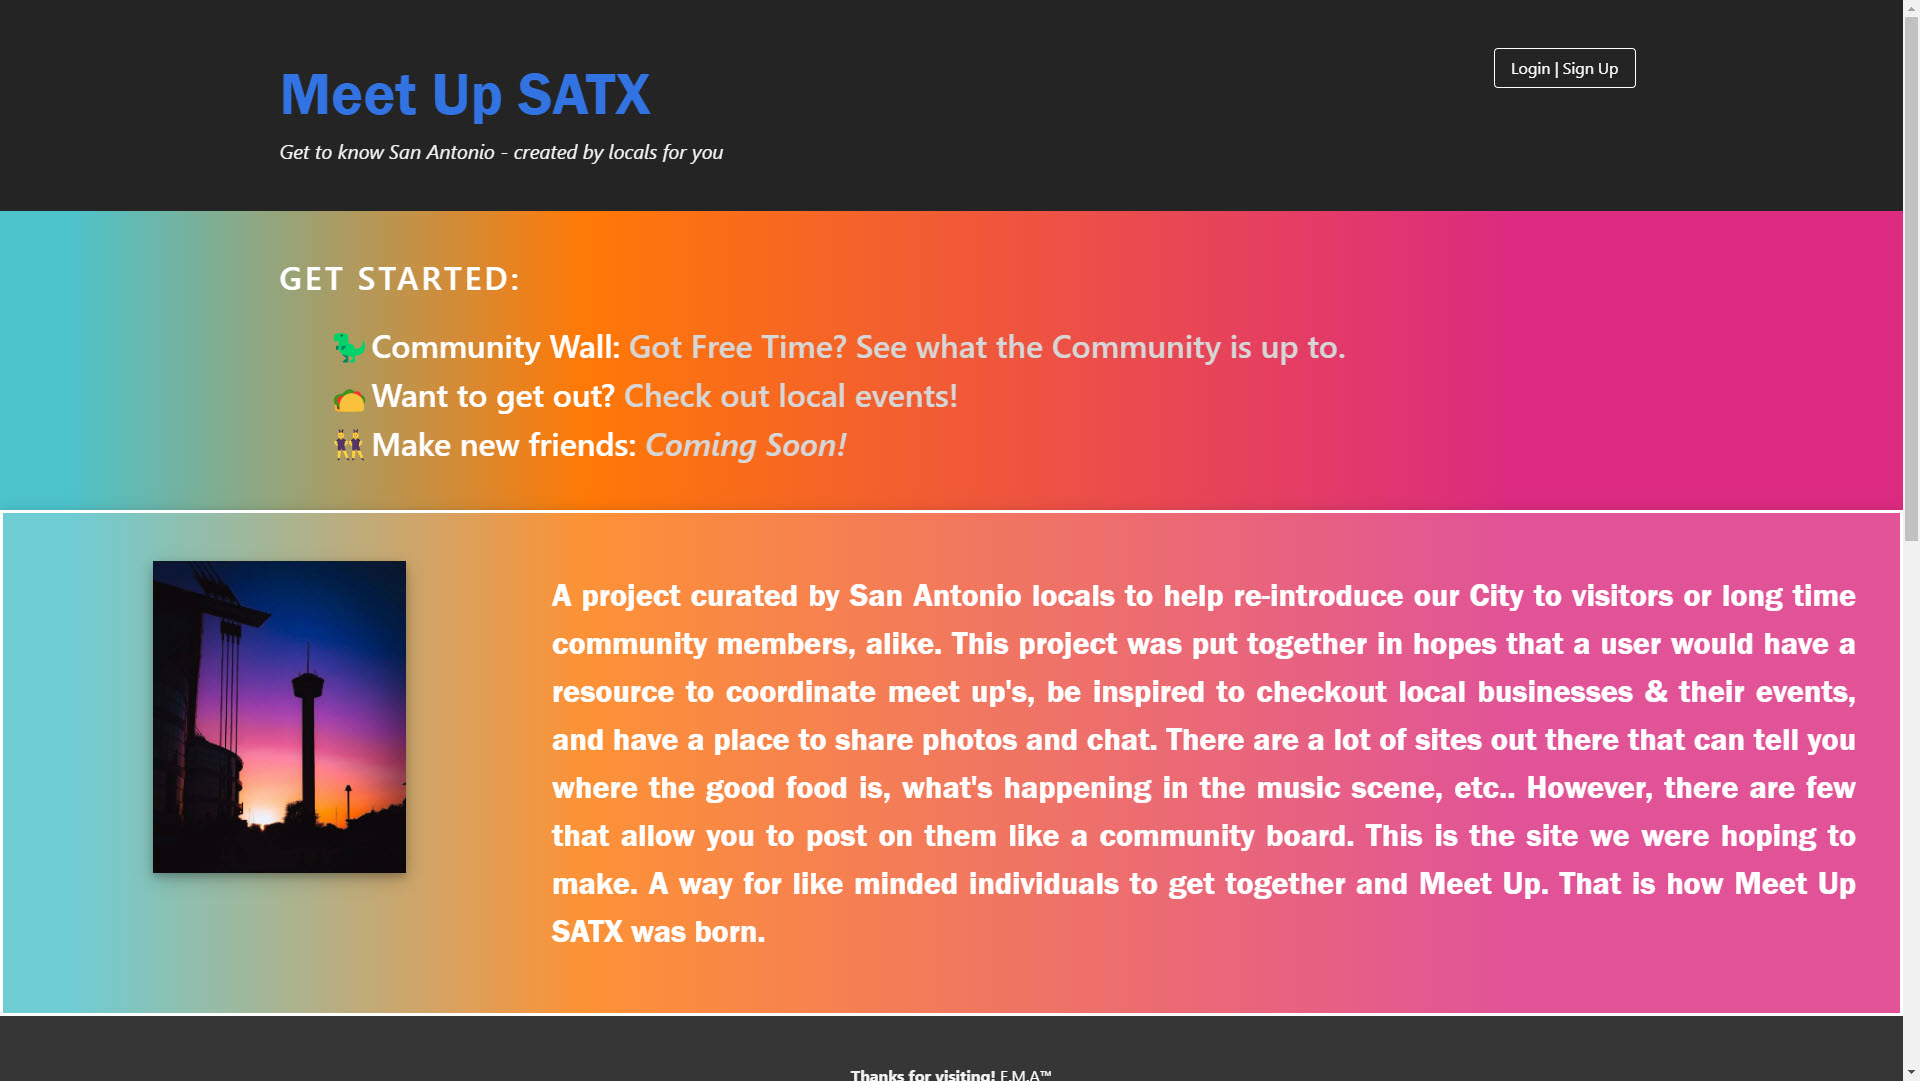 Meet Up SATX
Login | Sign Up
Get to know San Antonio - created by locals for you
GET STARTED:
Community Wall: Got Free Time? See what the Community is up to.
Want to get out? Check out local events!
Make new friends: Coming Soon!
A project curated by San Antonio locals to help re-introduce our City to visitors or long time
community members, alike. This project was put together in hopes that a user would have a
resource to coordinate meet up's, be inspired to checkout local businesses & their events,
and have a place to share photos and chat. There are a lot of sites out there that can tell you
where the good food is, what's happening in the music scene, etc.. However, there are few
that allow you to post on them like a community board. This is the site we were hoping to
make. A way for like minded individuals to get together and Meet Up. That is how Meet Up
SATX was born.
Thanks for visiting! F.M.A™